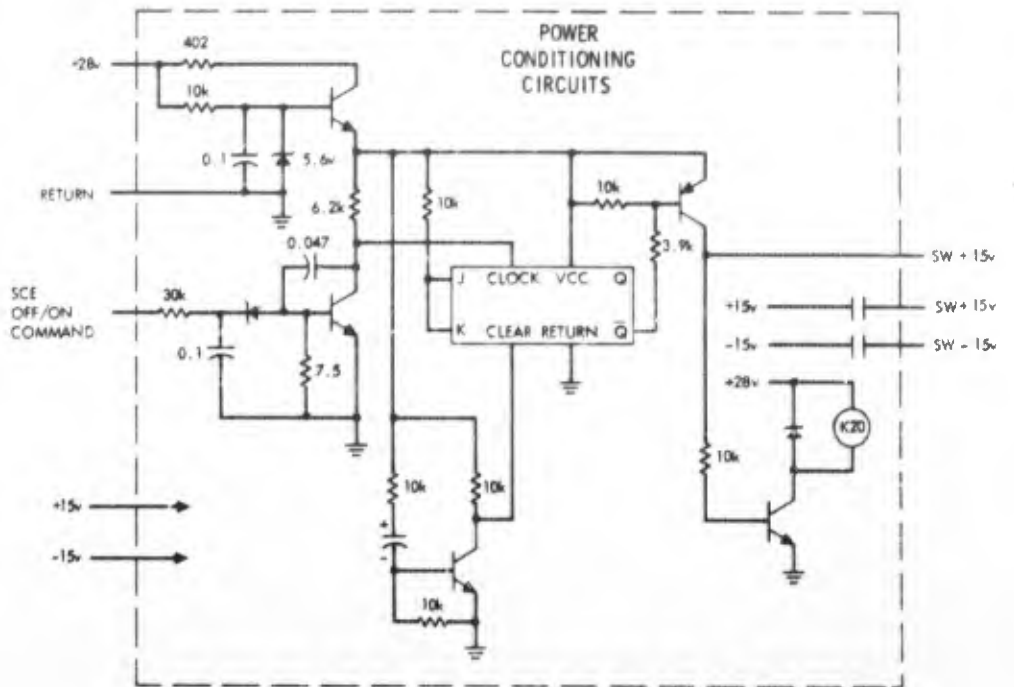 POWER
CONDITIONING
CIRCUITS
-28v
402
10k
0.1
5.6v
RETURN
6.2k
10k
10k
3.9k
0.047
SCE
OFF/ON
COMMAND
30k
0.1
7.5
J CLOCK VCC Q
K CLEAR RETURN Q̅
SW + 15v
+15v
SW+15v
-15v
SW - 15v
+28v
K20
10k
10k
10k
+
-
10k
+15v
-15v